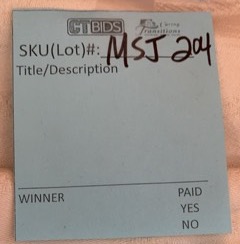 CTBIDS Caring Transitions
SKU(Lot)#: MSJ 204
Title/Description
WINNER PAID
YES
NO